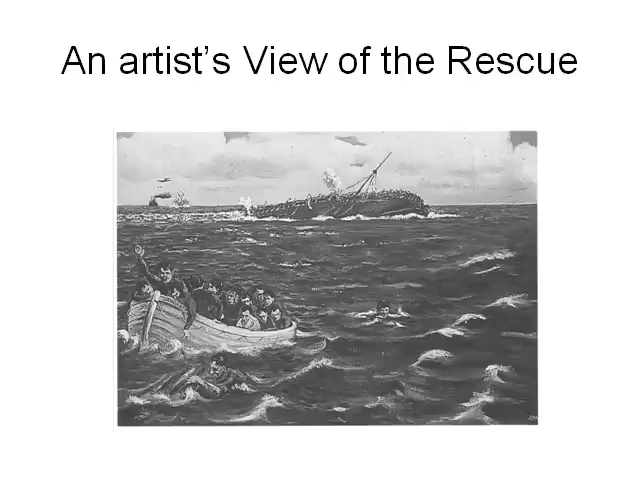 An artist’s View of the Rescue